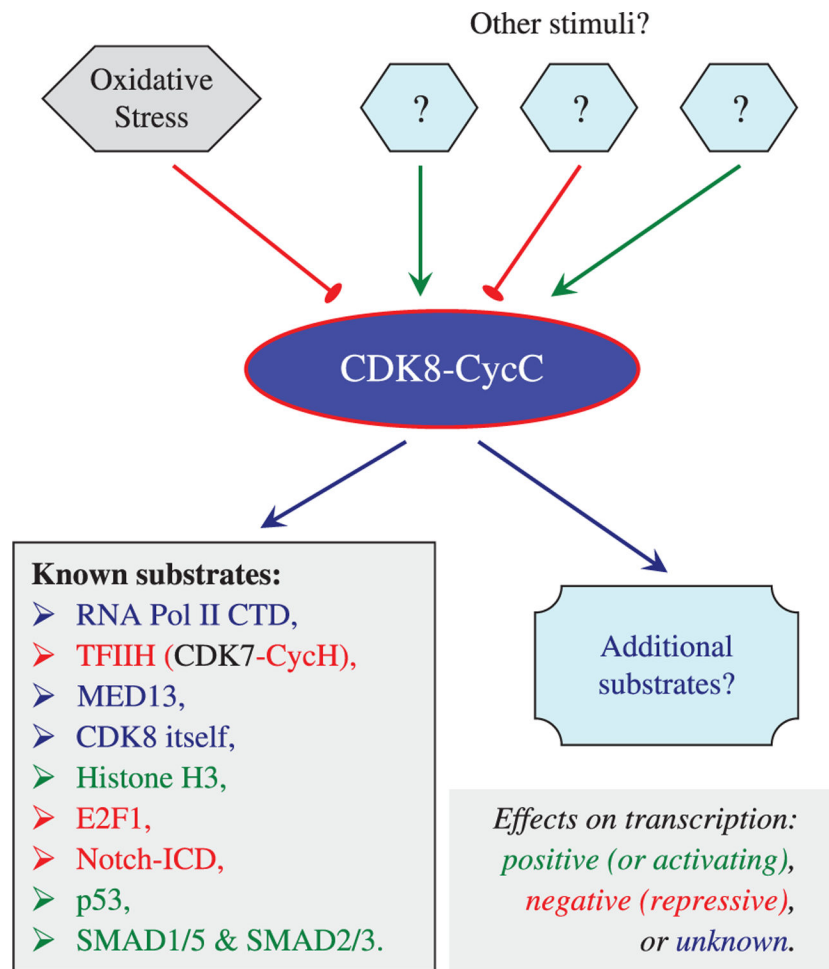 Other stimuli?
Oxidative
Stress
?
?
?
CDK8-CycC
Known substrates:
➢ RNA Pol II CTD,
➢ TFIIH (CDK7-CycH),
➢ MED13,
➢ CDK8 itself,
➢ Histone H3,
➢ E2F1,
➢ Notch-ICD,
➢ p53,
➢ SMAD1/5 & SMAD2/3.
Additional
substrates?
Effects on transcription:
positive (or activating),
negative (repressive),
or unknown.